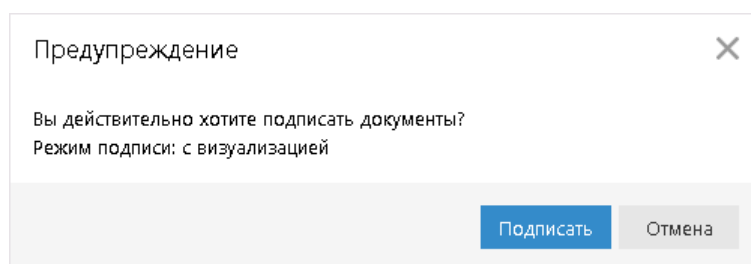 Предупреждение
Вы действительно хотите подписать документы?
Режим подписи: с визуализацией
Подписать Отмена